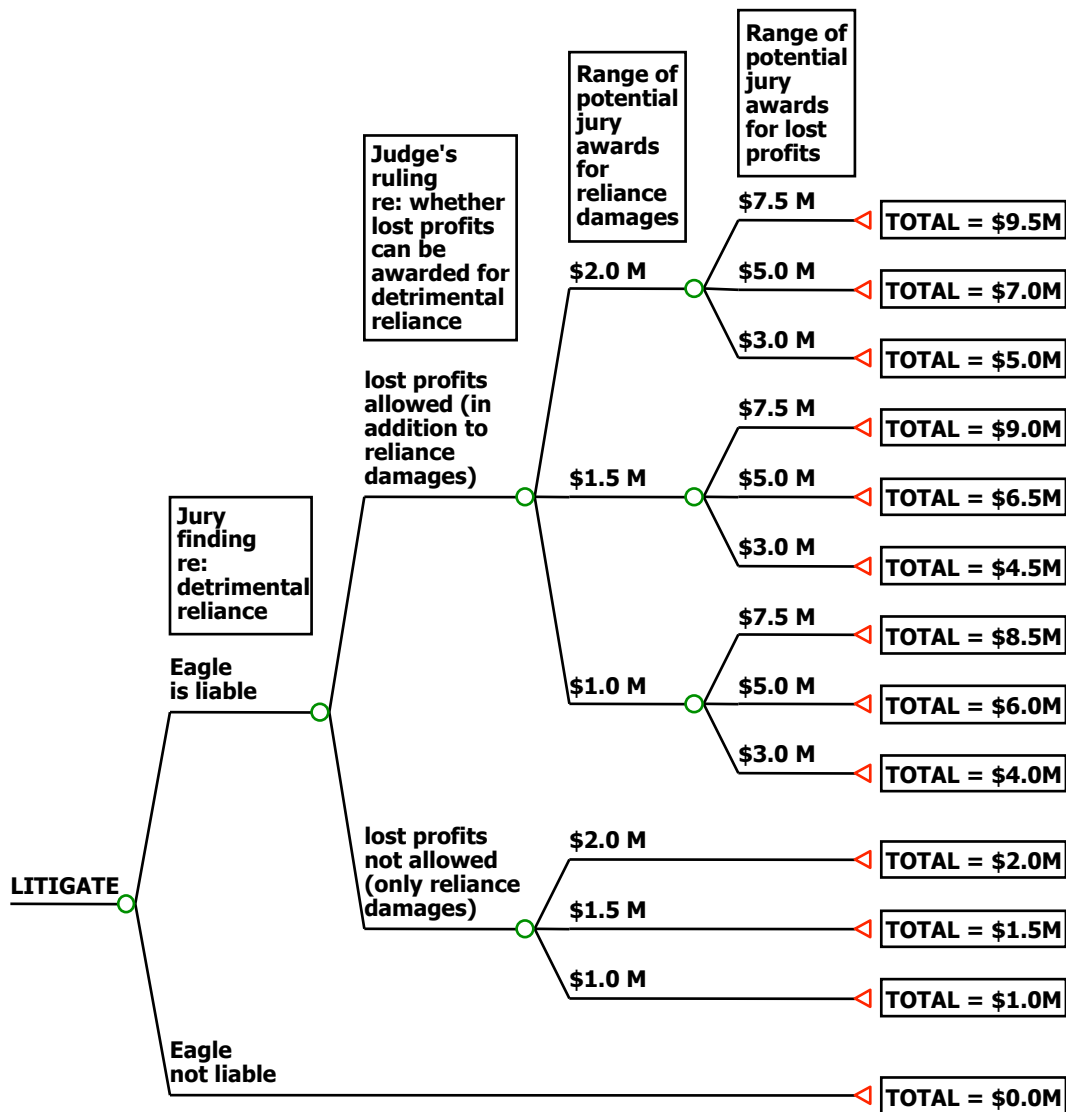 Range of
potential
jury
awards
for lost
profits
Range of
potential
jury
awards
for
reliance
damages
Judge's
ruling
re: whether
lost profits
can be
awarded for
detrimental
reliance
$7.5 M
TOTAL = $9.5M
$2.0 M
$5.0 M
TOTAL = $7.0M
$3.0 M
TOTAL = $5.0M
lost profits
allowed (in
addition to
reliance
damages)
$7.5 M
TOTAL = $9.0M
$1.5 M
$5.0 M
TOTAL = $6.5M
$3.0 M
TOTAL = $4.5M
Jury
finding
re:
detrimental
reliance
$7.5 M
TOTAL = $8.5M
Eagle
is liable
$1.0 M
$5.0 M
TOTAL = $6.0M
$3.0 M
TOTAL = $4.0M
lost profits
not allowed
(only reliance
damages)
$2.0 M
TOTAL = $2.0M
LITIGATE
$1.5 M
TOTAL = $1.5M
$1.0 M
TOTAL = $1.0M
Eagle
not liable
TOTAL = $0.0M